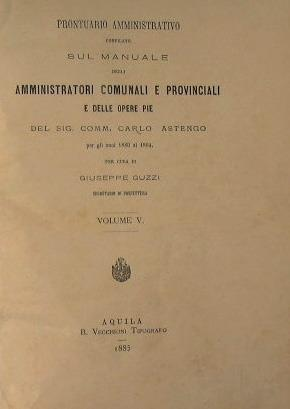 PRONTUARIO AMMINISTRATIVO
COMPILATO
SUL MANUALE
DEGLI
AMMINISTRATORI COMUNALI E PROVINCIALI
E DELLE OPERE PIE
DEL SIG. COMM. CARLO ASTENGO
per gli anni 1880 al 1884,
PER CURA DI
GIUSEPPE GUZZI
SEGRETARIO DI PREFETTURA
VOLUME V.
AQUILA
B. Vecchioni Tipografo
1885